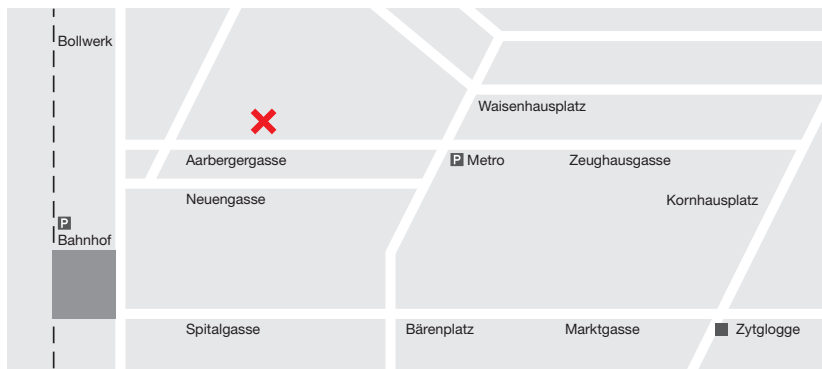 Bollwerk
Waisenhausplatz
Aarbergergasse
P Metro
Zeughausgasse
Neuengasse
Kornhausplatz
P
Bahnhof
Spitalgasse
Bärenplatz
Marktgasse
Zytglogge